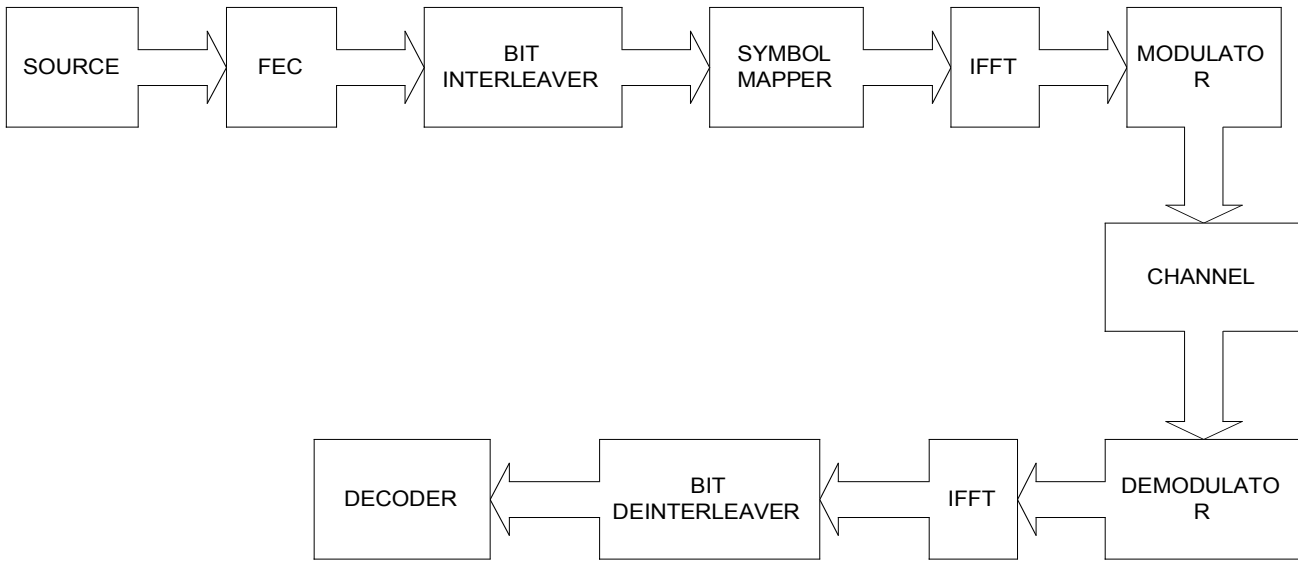 SOURCE
FEC
BIT
INTERLEAVER
SYMBOL
MAPPER
IFFT
MODULATO
R
CHANNEL
DEMODULATO
R
IFFT
BIT
DEINTERLEAVER
DECODER